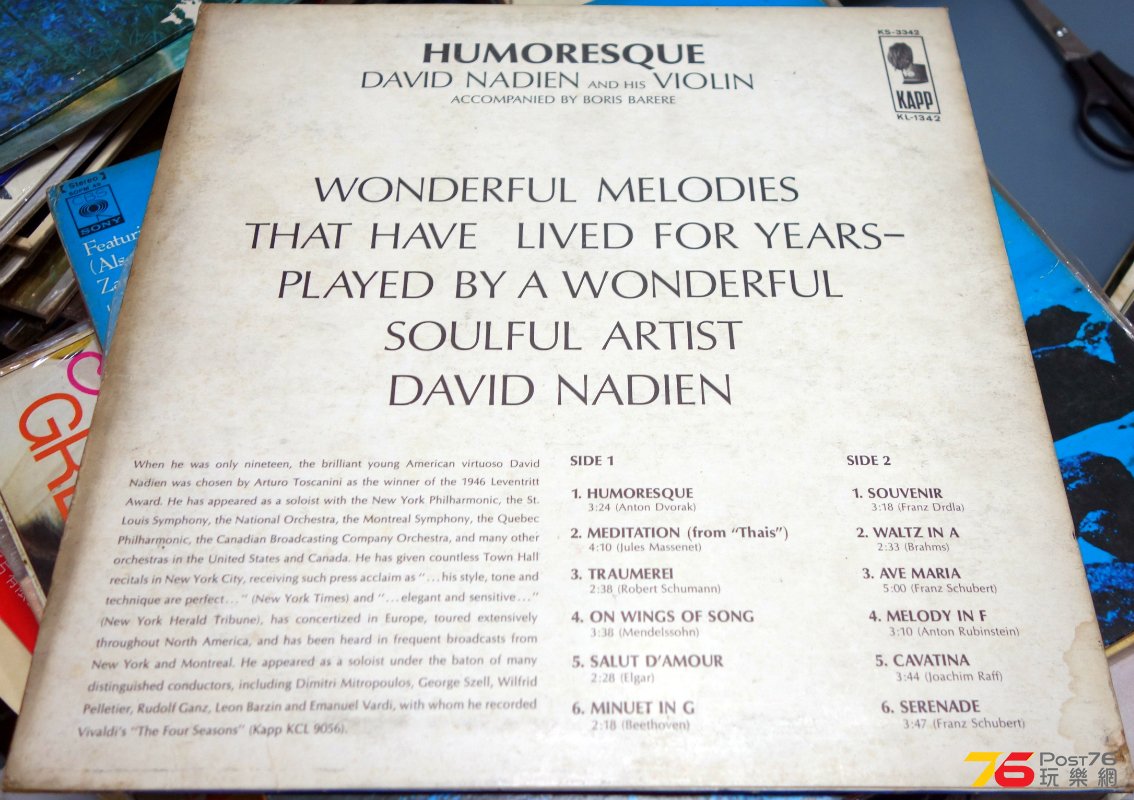 HUMORESQUE
DAVID NADIEN AND HIS VIOLIN
ACCOMPANIED BY BORIS BARERE
KS-3342
KAPP
KL-1342
WONDERFUL MELODIES
THAT HAVE LIVED FOR YEARS—
PLAYED BY A WONDERFUL
SOULFUL ARTIST
DAVID NADIEN
When he was only nineteen, the brilliant young American virtuoso David
Nadien was chosen by Arturo Toscanini as the winner of the 1946 Leventritt
Award. He has appeared as a soloist with the New York Philharmonic, the St.
Louis Symphony, the National Orchestra, the Montreal Symphony, the Quebec
Philharmonic, the Canadian Broadcasting Company Orchestra, and many other
orchestras in the United States and Canada. He has given countless Town Hall
recitals in New York City, receiving such press acclaim as "...his style, tone and
technique are perfect..." (New York Times) and "...elegant and sensitive..."
(New York Herald Tribune), has concertized in Europe, toured extensively
throughout North America, and has been heard in frequent broadcasts from
New York and Montreal. He appeared as a soloist under the baton of many
distinguished conductors, including Dimitri Mitropoulos, George Szell, Wilfrid
Pelletier, Rudolf Ganz, Leon Barzin and Emanuel Vardi, with whom he recorded
Vivaldi's "The Four Seasons" (Kapp KCL 9056).
SIDE 1
1. HUMORESQUE
3:24 (Anton Dvorak)
2. MEDITATION (from "Thais")
4:10 (Jules Massenet)
3. TRAUMEREI
2:38 (Robert Schumann)
4. ON WINGS OF SONG
3:38 (Mendelssohn)
5. SALUT D'AMOUR
2:28 (Elgar)
6. MINUET IN G
2:18 (Beethoven)
SIDE 2
1. SOUVENIR
3:18 (Franz Drdla)
2. WALTZ IN A
2:33 (Brahms)
3. AVE MARIA
5:00 (Franz Schubert)
4. MELODY IN F
3:10 (Anton Rubinstein)
5. CAVATINA
3:44 (Joachim Raff)
6. SERENADE
3:47 (Franz Schubert)
Stereo
CBS
SONY
76 Post76
玩樂網